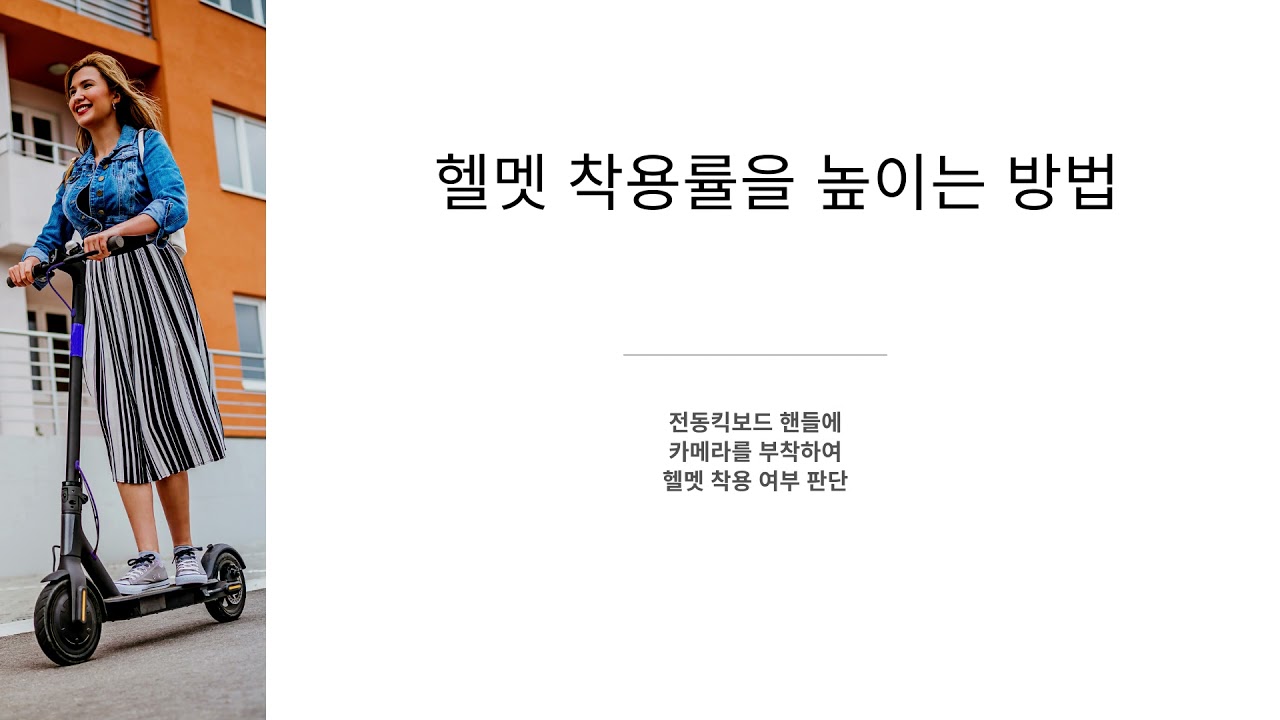 헬멧 착용률을 높이는 방법
전동킥보드 핸들에
카메라를 부착하여
헬멧 착용 여부 판단